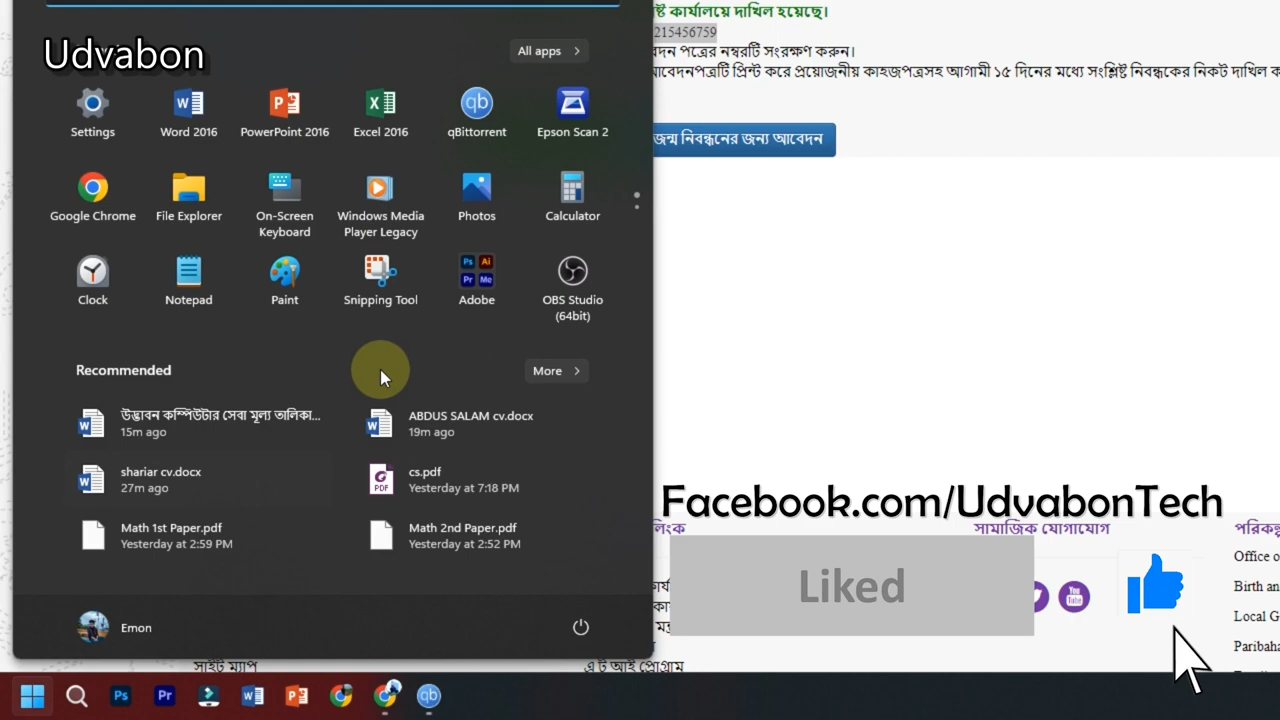 Udvabon
All apps
Settings
Word 2016
PowerPoint 2016
Excel 2016
qBittorrent
Epson Scan 2
Google Chrome
File Explorer
On-Screen Keyboard
Windows Media Player Legacy
Photos
Calculator
Clock
Notepad
Paint
Snipping Tool
Adobe
OBS Studio (64bit)
Recommended
More
উদ্ভাবন কম্পিউটার সেবা মূল্য তালিকা...
15m ago
ABDUS SALAM cv.docx
19m ago
shariar cv.docx
27m ago
cs.pdf
Yesterday at 7:18 PM
Math 1st Paper.pdf
Yesterday at 2:59 PM
Math 2nd Paper.pdf
Yesterday at 2:52 PM
Emon
কার্যালয়ে দাখিল হয়েছে।
215456759
পত্রের নম্বরটি সংরক্ষণ করুন।
আবেদনপত্রটি প্রিন্ট করে প্রয়োজনীয় কাগজপত্রসহ আগামী ১৫ দিনের মধ্যে সংশ্লিষ্ট নিবন্ধকের নিকট দাখিল
জন্ম নিবন্ধনের জন্য আবেদন
Facebook.com/UdvabonTech
সামাজিক যোগাযোগ
Liked
Office
Birth
Local
সাইট ম্যাপ
এ টু আই প্রোগ্রাম